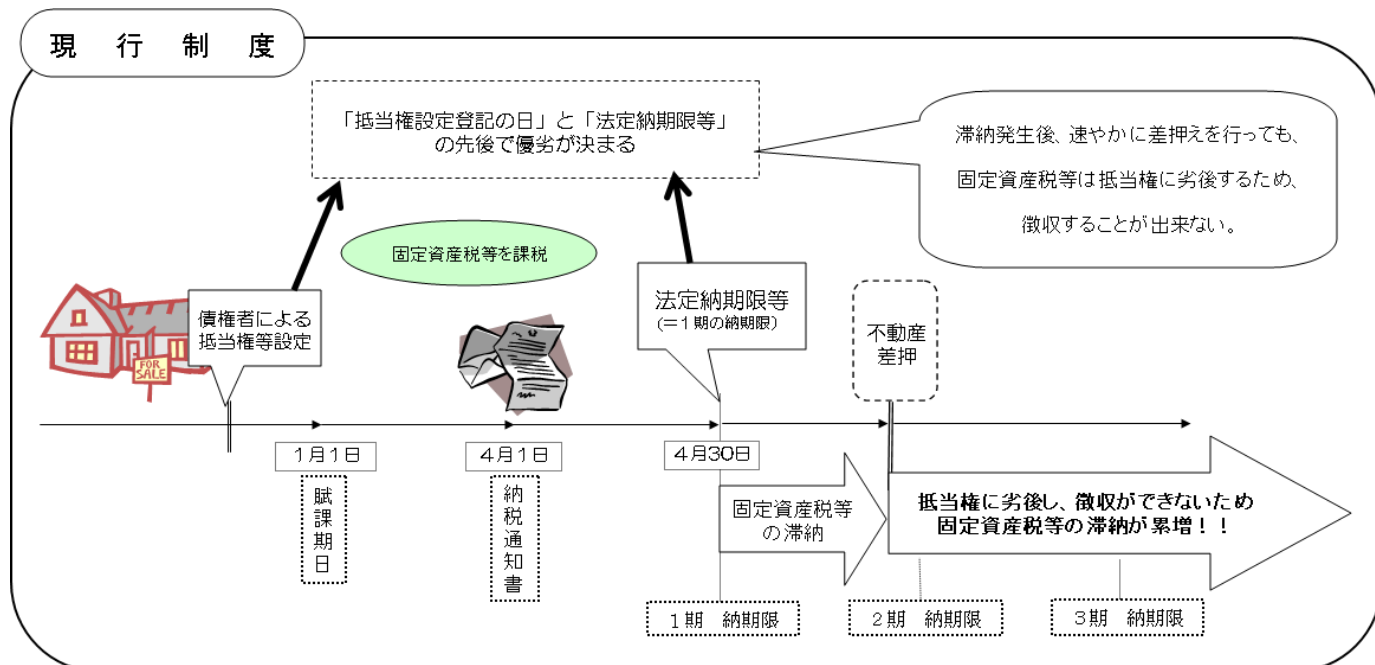 現行制度
「抵当権設定登記の日」と「法定納期限等」
の先後で優劣が決まる
滞納発生後、速やかに差押えを行っても、
固定資産税等は抵当権に劣後するため、
徴収することが出来ない。
固定資産税等を課税
債権者による
抵当権等設定
FOR
SALE
法定納期限等
(＝１期の納期限)
不動産
差押
１月１日
４月１日
４月30日
賦課期日
納税通知書
固定資産税等
の滞納
抵当権に劣後し、徴収ができないため
固定資産税等の滞納が累増！！
１期　納期限
２期　納期限
３期　納期限